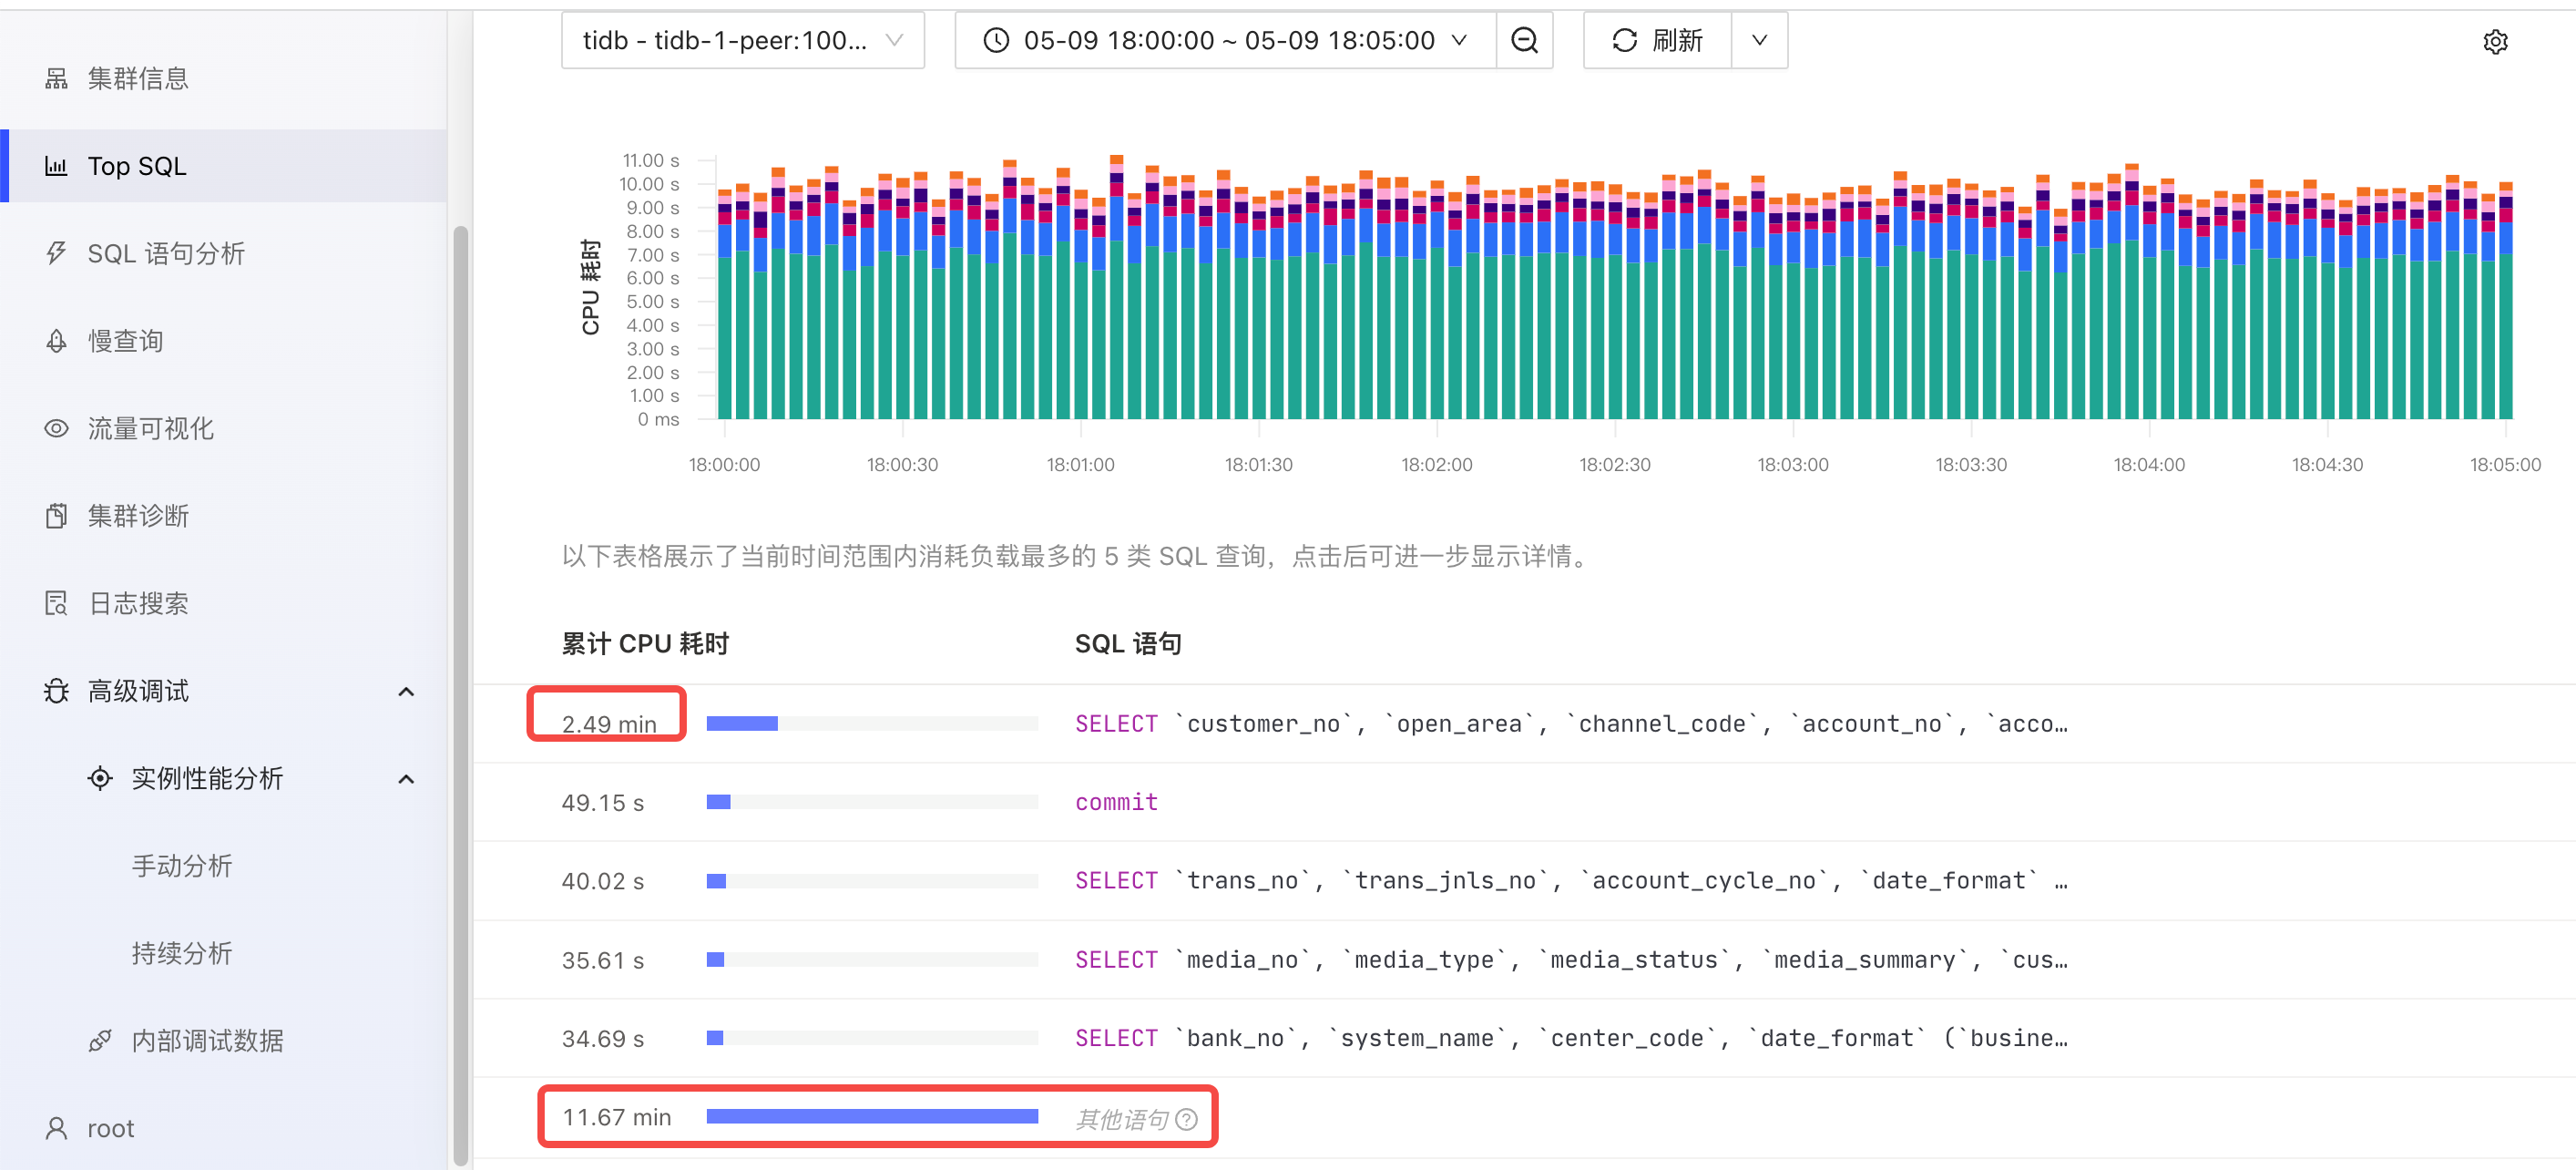 tidb - tidb-1-peer:100...
05-09 18:00:00 ~ 05-09 18:05:00
刷新
集群信息
Top SQL
SQL 语句分析
慢查询
流量可视化
集群诊断
日志搜索
高级调试
实例性能分析
手动分析
持续分析
内部调试数据
root
CPU 耗时
11.00 s
10.00 s
9.00 s
8.00 s
7.00 s
6.00 s
5.00 s
4.00 s
3.00 s
2.00 s
1.00 s
0 ms
18:00:00 18:00:30 18:01:00 18:01:30 18:02:00 18:02:30 18:03:00 18:03:30 18:04:00 18:04:30 18:05:00
以下表格展示了当前时间范围内消耗负载最多的 5 类 SQL 查询，点击后可进一步显示详情。
累计 CPU 耗时 SQL 语句
2.49 min SELECT `customer_no`, `open_area`, `channel_code`, `account_no`, `acco…
49.15 s commit
40.02 s SELECT `trans_no`, `trans_jnls_no`, `account_cycle_no`, `date_format` …
35.61 s SELECT `media_no`, `media_type`, `media_status`, `media_summary`, `cus…
34.69 s SELECT `bank_no`, `system_name`, `center_code`, `date_format` (`busine…
11.67 min 其他语句